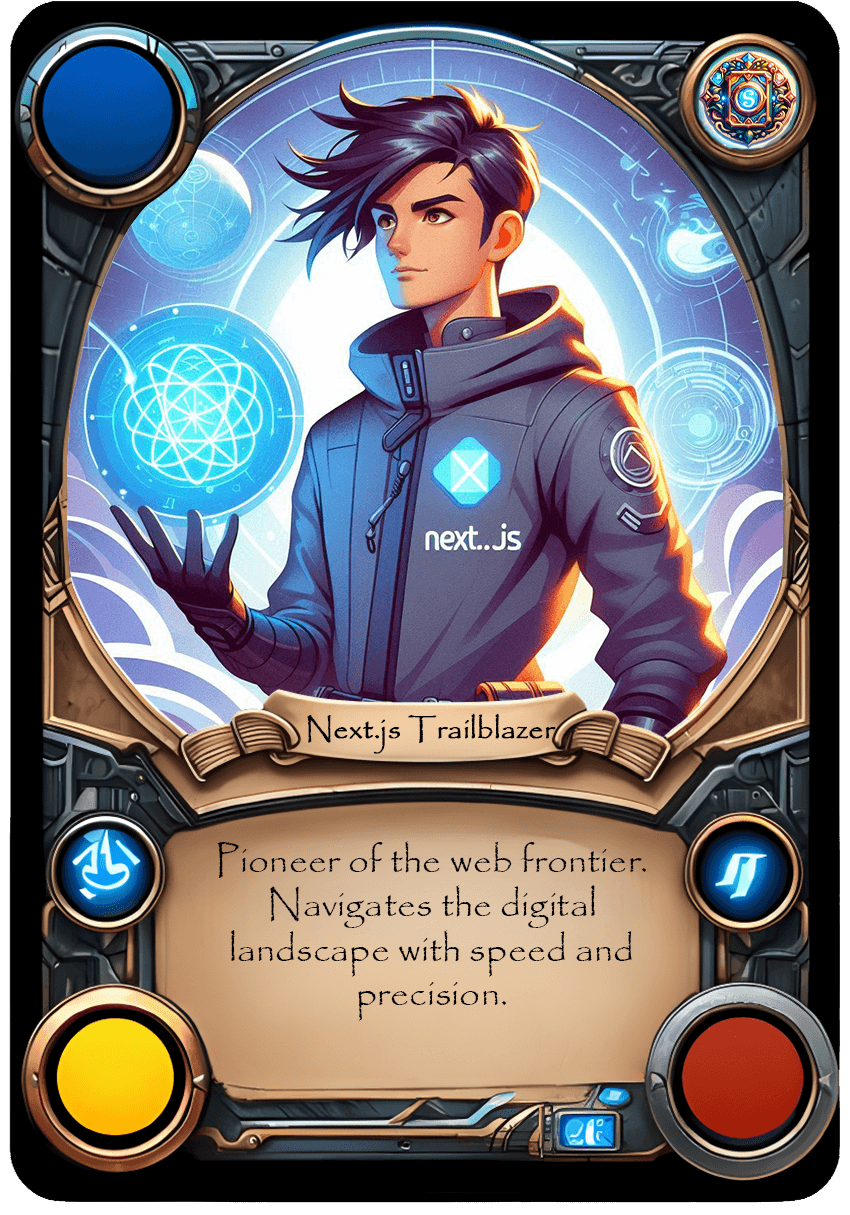 S
next..js
Next.js Trailblazer
Pioneer of the web frontier.
Navigates the digital
landscape with speed and
precision.